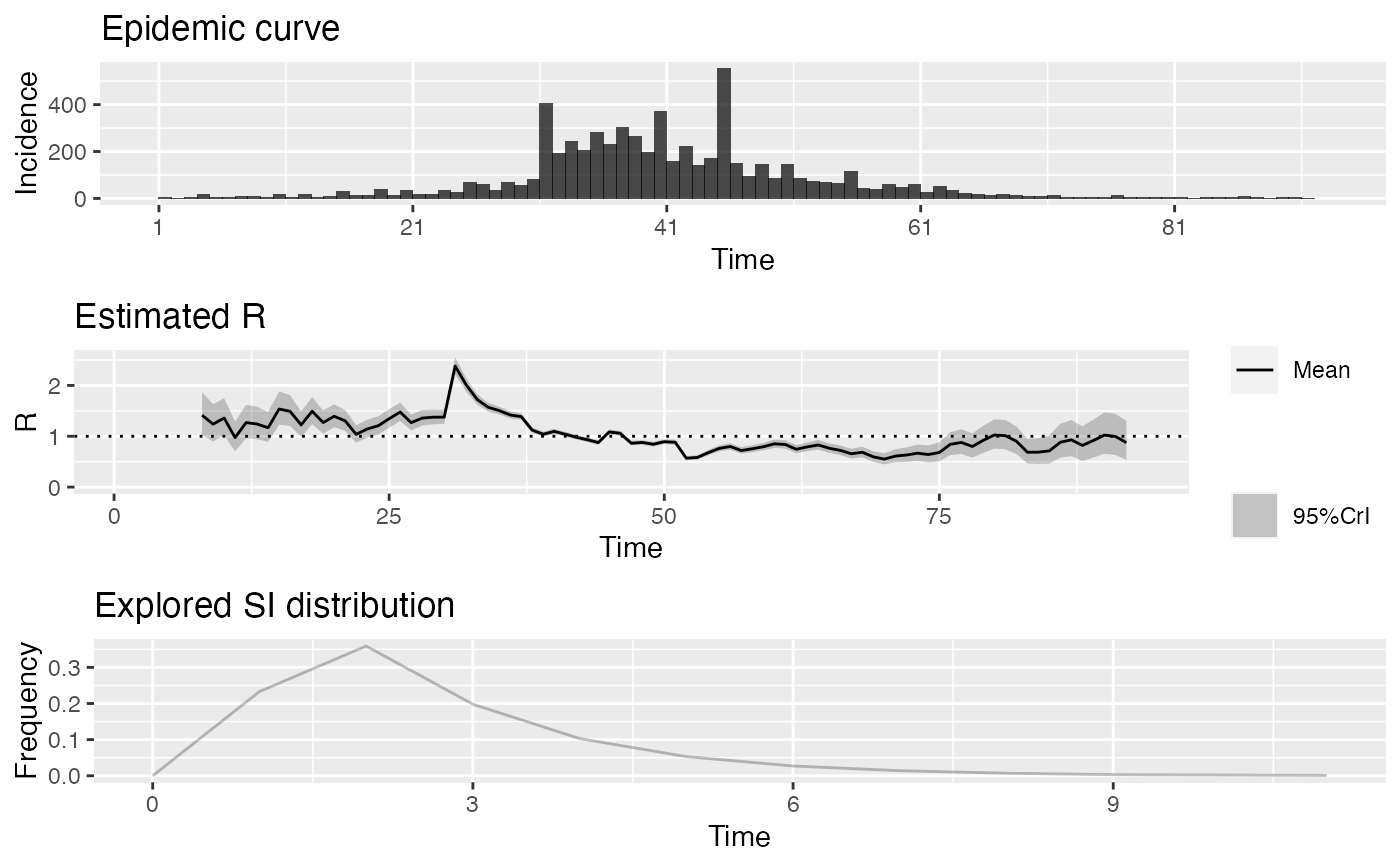 Epidemic curve
Incidence
400
200
0
1 21 41 61 81
Time
Estimated R
R
2
1
0
0 25 50 75
Time
Mean
95%CrI
Explored SI distribution
Frequency
0.3
0.2
0.1
0.0
0 3 6 9
Time